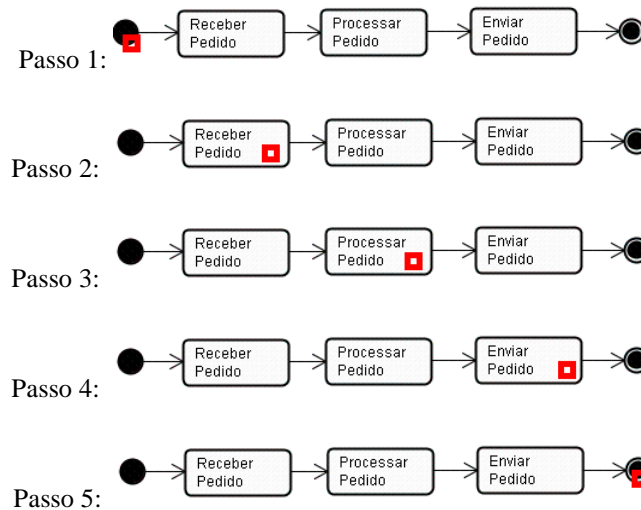 Receber Processar Enviar
Passo 1: Pedido Pedido Pedido
Receber Processar Enviar
Passo 2: Pedido Pedido Pedido
Receber Processar Enviar
Passo 3: Pedido Pedido Pedido
Receber Processar Enviar
Passo 4: Pedido Pedido Pedido
Receber Processar Enviar
Passo 5: Pedido Pedido Pedido